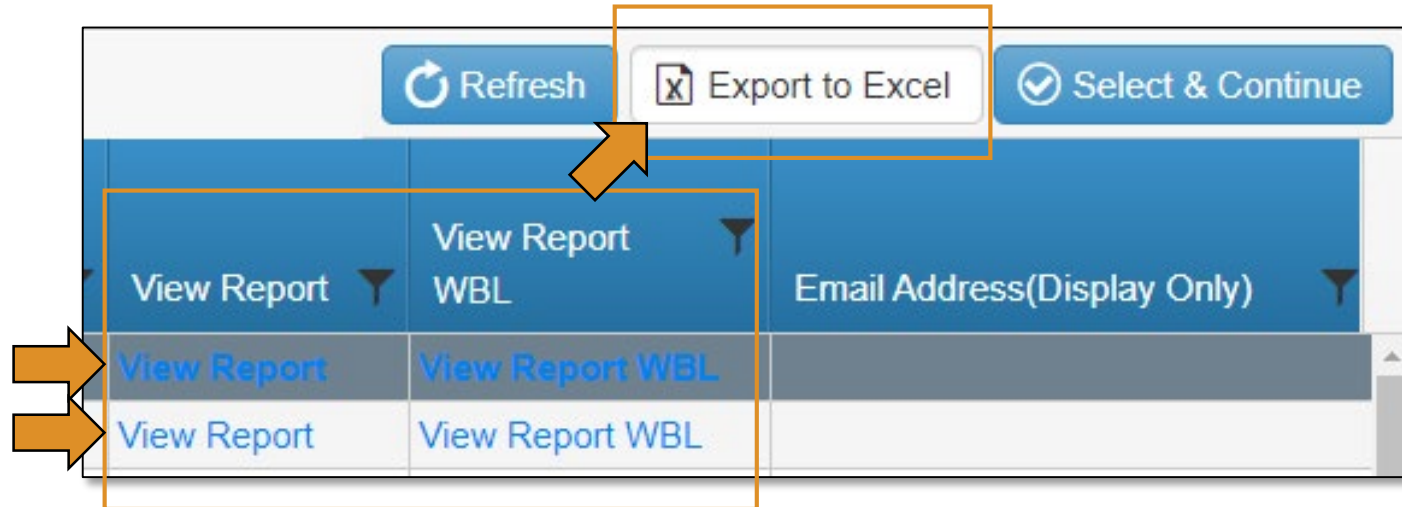 Refresh
Export to Excel
Select & Continue
View Report
View Report
WBL
Email Address(Display Only)
View Report
View Report WBL
View Report
View Report WBL